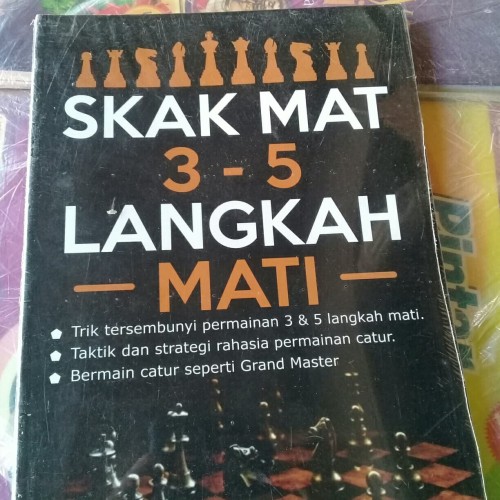 SKAK MAT
3 - 5
LANGKAH
— MATI —
Trik tersembunyi permainan 3 & 5 langkah mati.
Taktik dan strategi rahasia permainan catur.
Bermain catur seperti Grand Master
Pintar